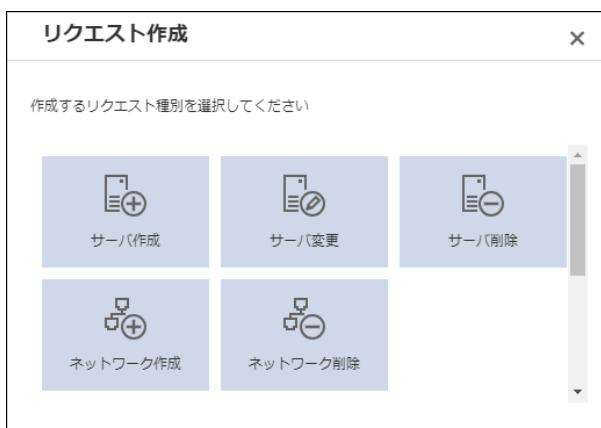 リクエスト作成
作成するリクエスト種別を選択してください
サーバ作成
サーバ変更
サーバ削除
ネットワーク作成
ネットワーク削除